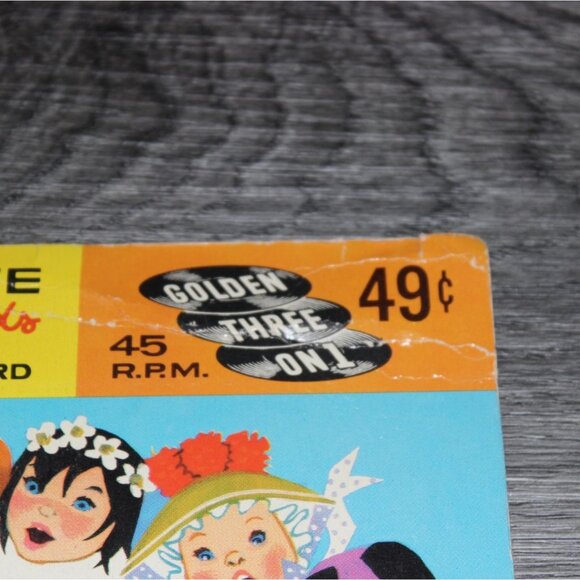 GOLDEN
THREE
ON 1
49¢
45
R.P.M.